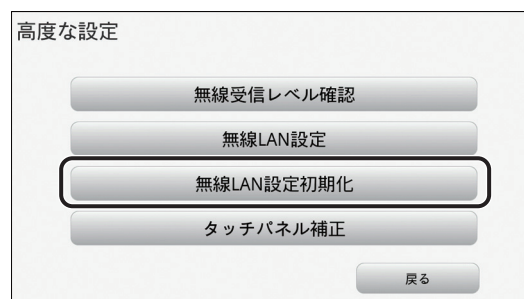 高度な設定
無線受信レベル確認
無線LAN設定
無線LAN設定初期化
タッチパネル補正
戻る